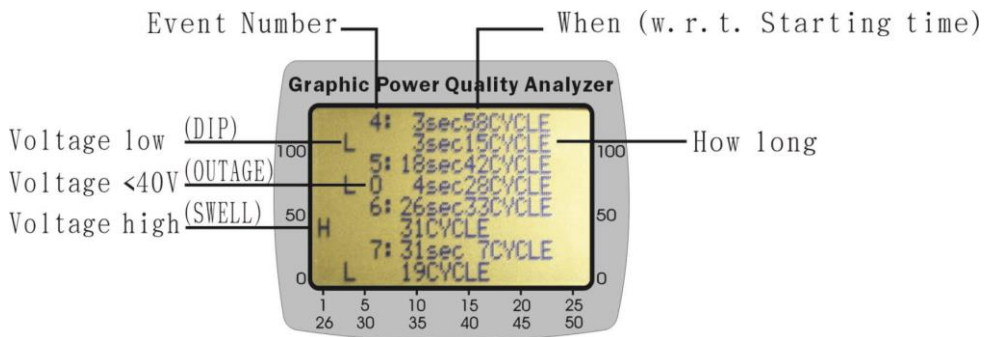 Event Number
When (w.r.t. Starting time)
Graphic Power Quality Analyzer
4: 3sec58CYCLE
Voltage low (DIP)
L 3sec15CYCLE
How long
100
100
5: 18sec42CYCLE
Voltage <40V (OUTAGE)
L O 4sec28CYCLE
6: 26sec33CYCLE
50
50
Voltage high (SWELL)
H 31CYCLE
7: 31sec 7CYCLE
L 19CYCLE
0
0
1 5 10 15 20 25
26 30 35 40 45 50